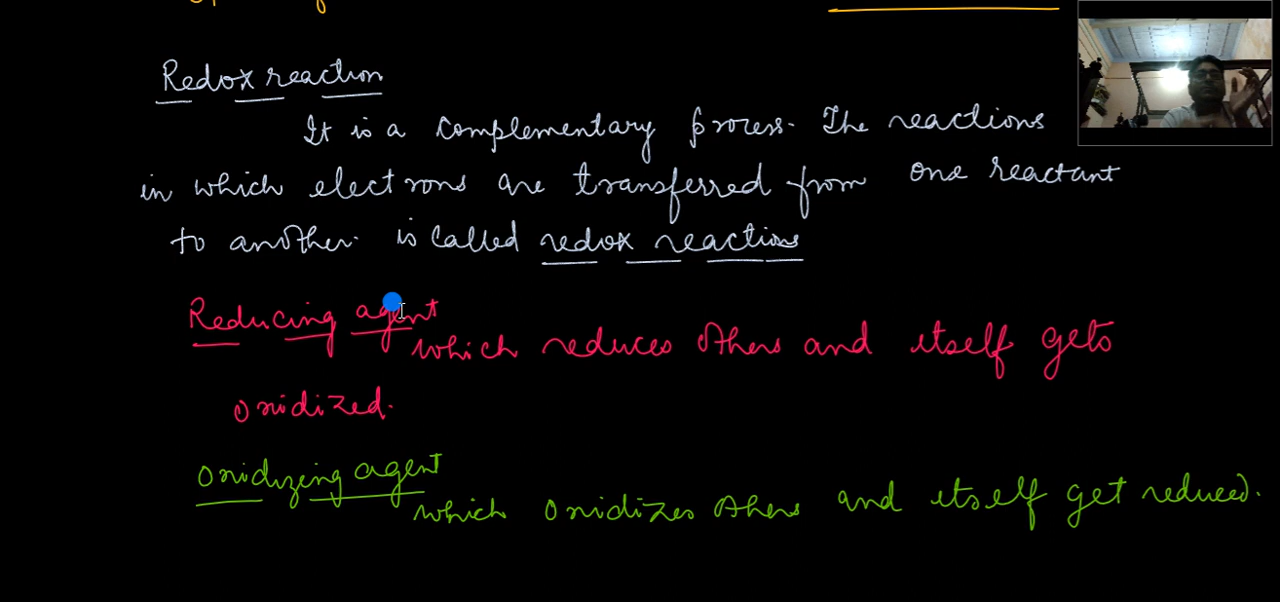 Redox reaction
It is a complementary process. The reactions
in which electrons are transferred from one reactant
to another. is called redox reactions
Reducing agent
which reduces others and itself gets
oxidized.
Oxidizing agent
which oxidizes others and itself get reduced.